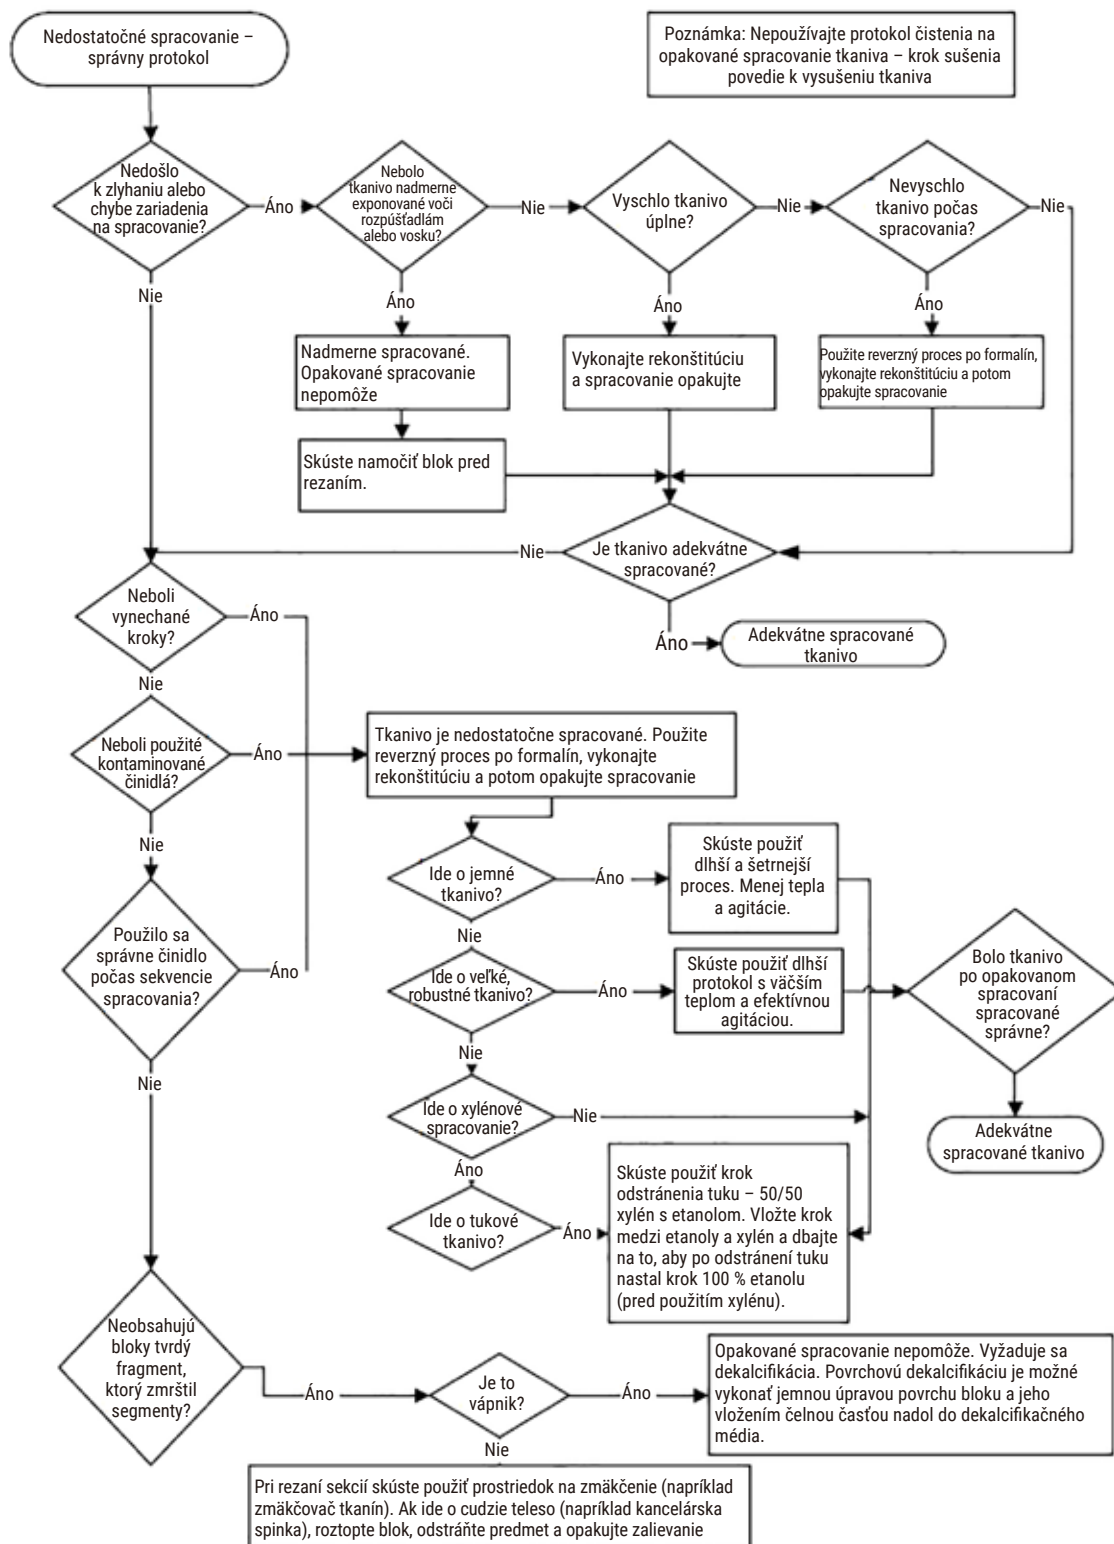 Nedostatočné spracovanie –
správny protokol
Poznámka: Nepoužívajte protokol čistenia na
opakované spracovanie tkaniva – krok sušenia
povedie k vysušeniu tkaniva
Nedošlo
k zlyhaniu alebo
chybe zariadenia
na spracovanie?
Áno
Nebolo
tkanivo nadmerne
exponované voči
rozpúšťadlám
alebo vosku?
Nie
Vyschlo tkanivo
úplne?
Nie
Nevyschlo
tkanivo počas
spracovania?
Nie
Nie
Áno
Áno
Áno
Nadmerne spracované.
Opakované spracovanie
nepomôže
Vykonajte rekonštitúciu
a spracovanie opakujte
Použite reverzný proces po formalín,
vykonajte rekonštitúciu a potom
opakujte spracovanie
Skúste namočiť blok pred
rezaním.
Nie
Je tkanivo adekvátne
spracované?
Áno
Adekvátne spracované
tkanivo
Neboli
vynechané
kroky?
Áno
Nie
Neboli použité
kontaminované
činidlá?
Áno
Tkanivo je nedostatočne spracované. Použite
reverzný proces po formalín, vykonajte
rekonštitúciu a potom opakujte spracovanie
Nie
Použilo sa
správne činidlo
počas sekvencie
spracovania?
Áno
Nie
Ide o jemné
tkanivo?
Áno
Skúste použiť
dlhší a šetrnejší
proces. Menej tepla
a agitácie.
Nie
Ide o veľké,
robustné tkanivo?
Áno
Skúste použiť dlhší
protokol s väčším
teplom a efektívnou
agitáciou.
Bolo tkanivo
po opakovanom
spracovaní
spracované
správne?
Nie
Ide o xylénové
spracovanie?
Nie
Adekvátne
spracované tkanivo
Áno
Ide o tukové
tkanivo?
Áno
Skúste použiť krok
odstránenia tuku – 50/50
xylén s etanolom. Vložte krok
medzi etanoly a xylén a dbajte
na to, aby po odstránení tuku
nastal krok 100 % etanolu
(pred použitím xylénu).
Neobsahujú
bloky tvrdý
fragment,
ktorý zmrštil
segmenty?
Áno
Je to
vápnik?
Áno
Opakované spracovanie nepomôže. Vyžaduje sa
dekalcifikácia. Povrchovú dekalcifikáciu je možné
vykonať jemnou úpravou povrchu bloku a jeho
vložením čelnou časťou nadol do dekalcifikačného
média.
Nie
Pri rezaní sekcií skúste použiť prostriedok na zmäkčenie (napríklad
zmäkčovač tkanín). Ak ide o cudzie teleso (napríklad kancelárska
spinka), roztopte blok, odstráňte predmet a opakujte zalievanie